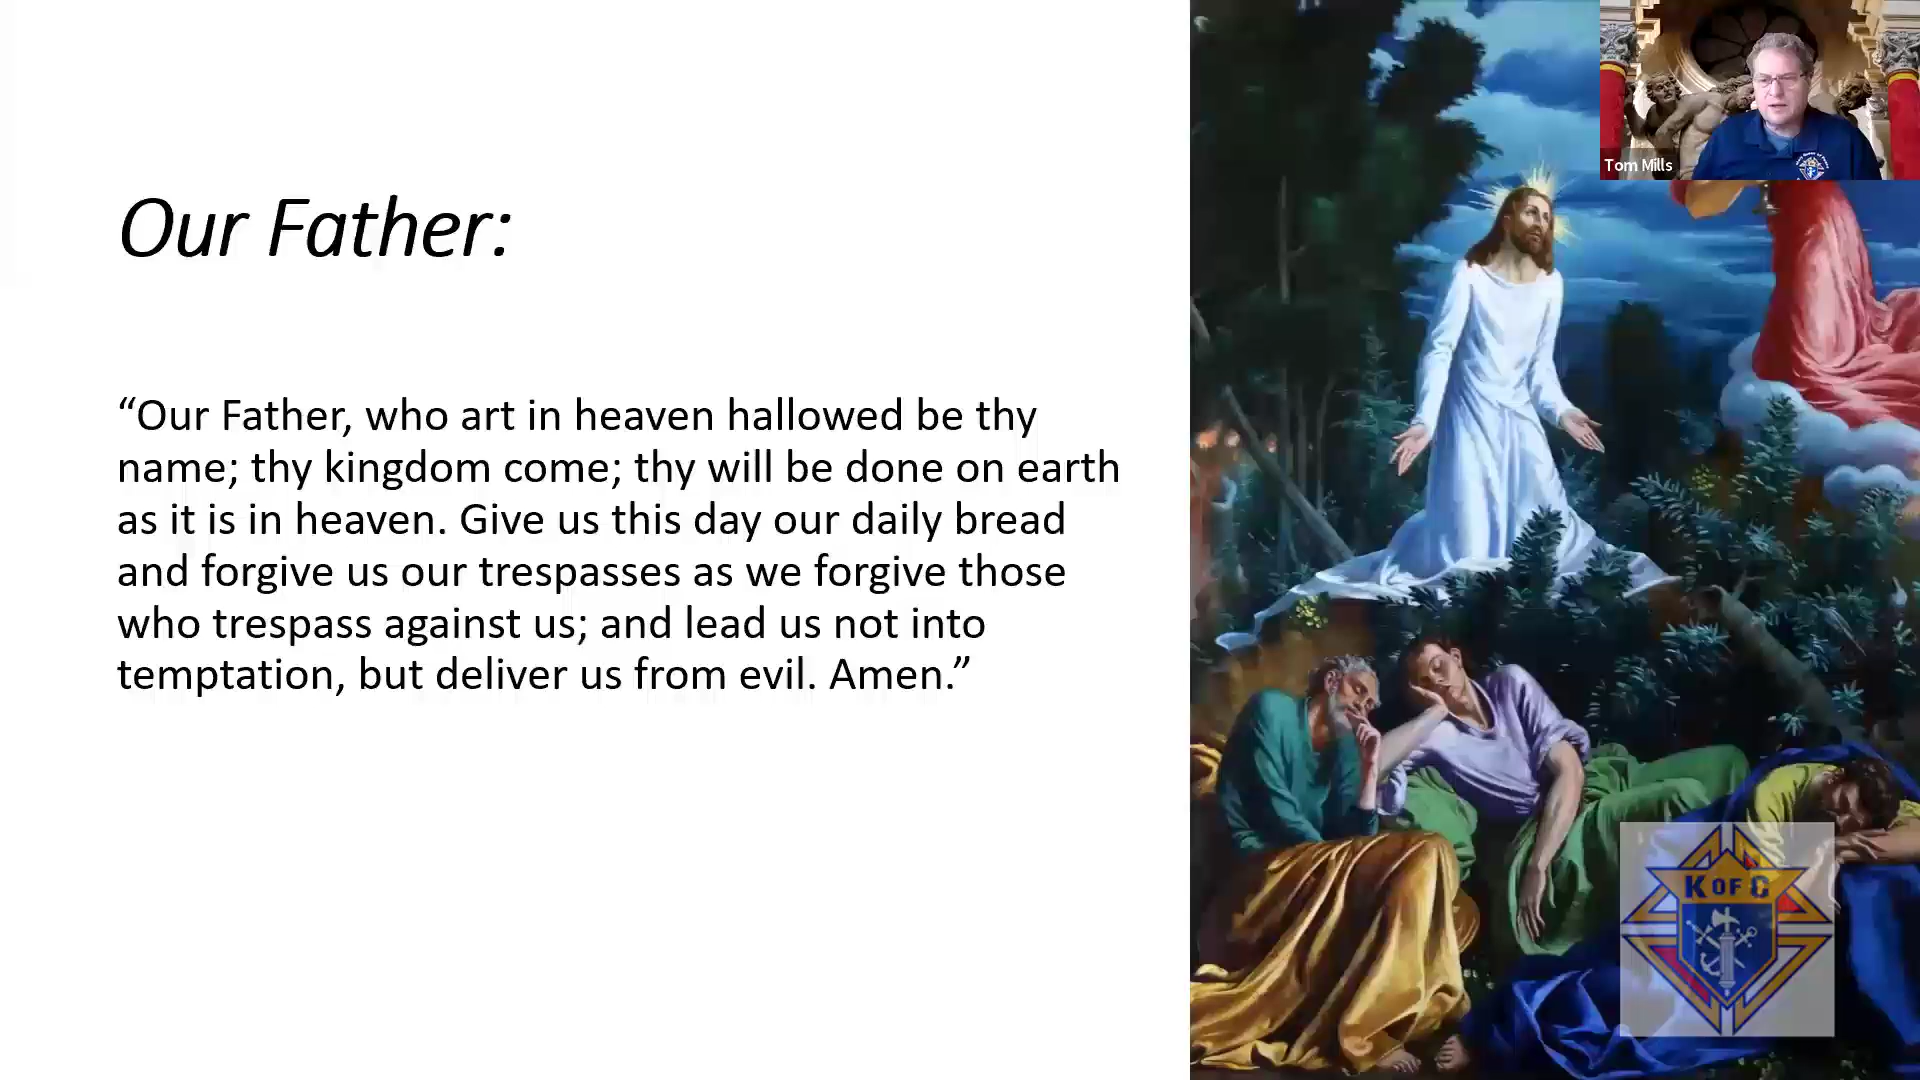 Our Father:
“Our Father, who art in heaven hallowed be thy
name; thy kingdom come; thy will be done on earth
as it is in heaven. Give us this day our daily bread
and forgive us our trespasses as we forgive those
who trespass against us; and lead us not into
temptation, but deliver us from evil. Amen.”
Tom Mills
K OF C